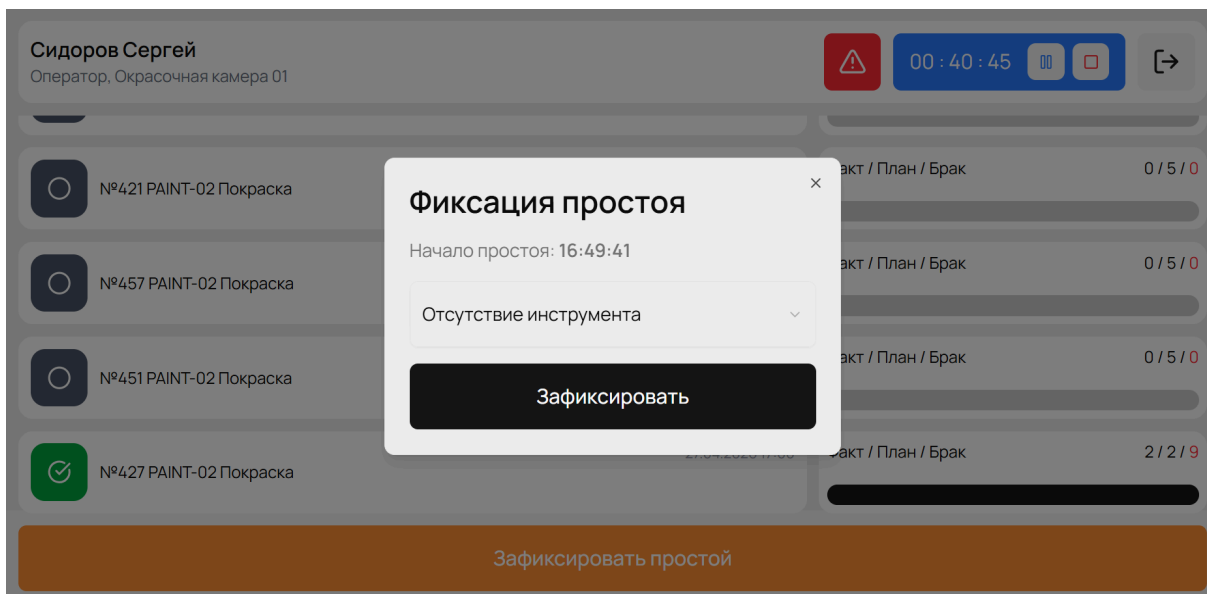 Сидоров Сергей
Оператор, Окрасочная камера 01
00 : 40 : 45
№421 PAINT-02 Покраска
акт / План / Брак
0 / 5 / 0
Фиксация простоя
Начало простоя: 16:49:41
№457 PAINT-02 Покраска
акт / План / Брак
0 / 5 / 0
Отсутствие инструмента
№451 PAINT-02 Покраска
акт / План / Брак
0 / 5 / 0
Зафиксировать
№427 PAINT-02 Покраска
Факт / План / Брак
2 / 2 / 9
Зафиксировать простой